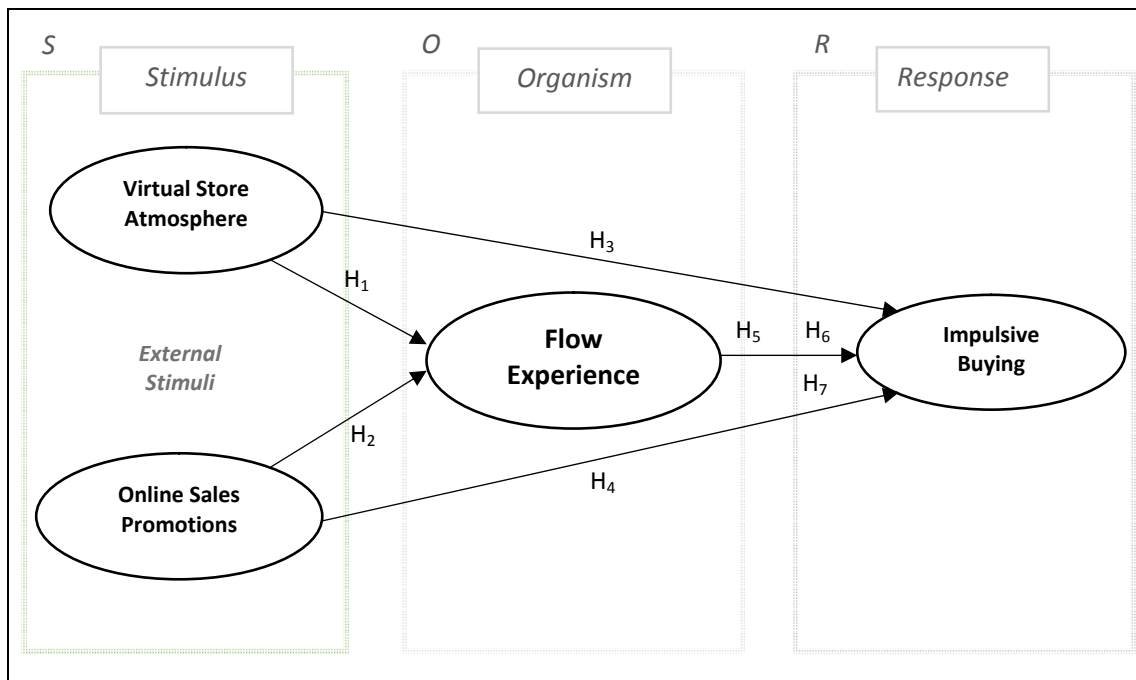 S
Stimulus
O
Organism
R
Response
Virtual Store
Atmosphere
H₃
H₁
External
Stimuli
Flow
Experience
H₅
H₆
H₇
Impulsive
Buying
H₂
H₄
Online Sales
Promotions